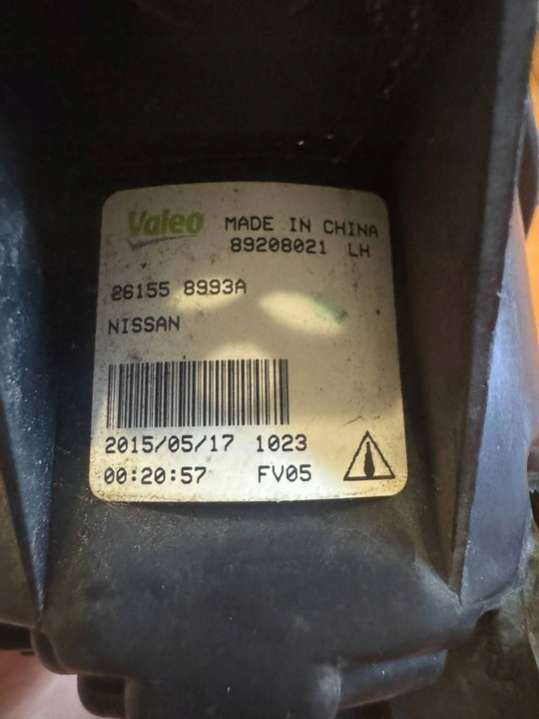 Valeo MADE IN CHINA
89208021 LH
26155 8993A
NISSAN
2015/05/17 1023
00:20:57 FV05